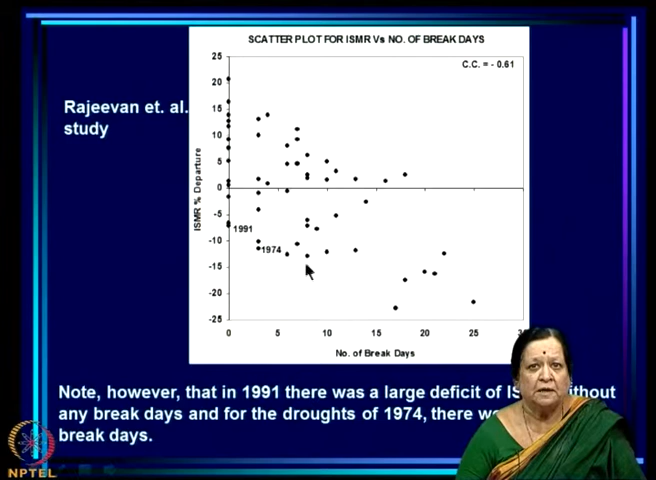 SCATTER PLOT FOR ISMR Vs NO. OF BREAK DAYS
C.C. = - 0.61
Rajeevan et. al.
study
ISMR % Departure
25
20
15
10
5
0
-5
-10
-15
-20
-25
1991
1974
0 5 10 15 20 25
No. of Break Days
Note, however, that in 1991 there was a large deficit of
any break days and for the droughts of 1974, there
break days.
NPTEL